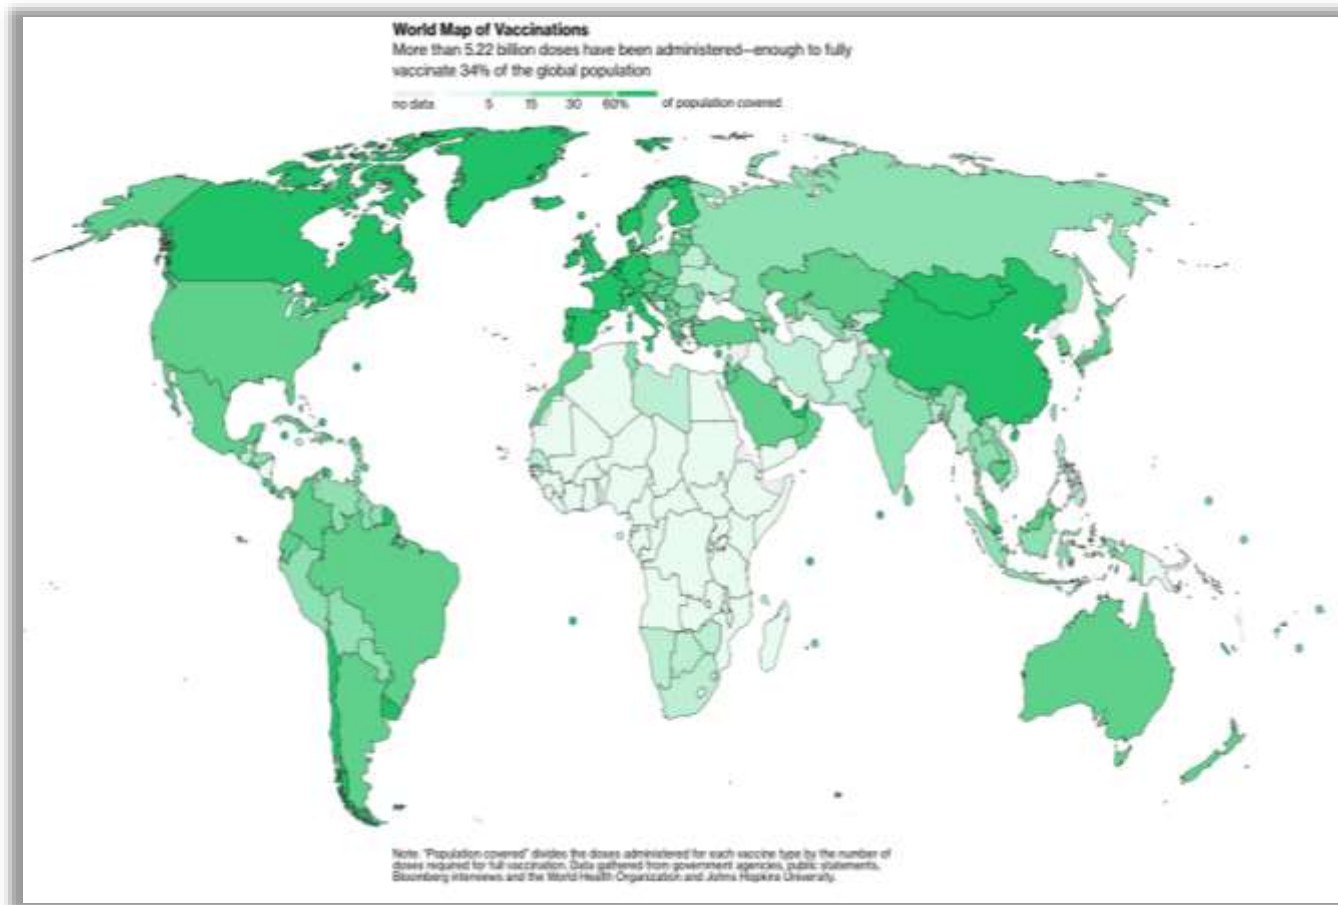 World Map of Vaccinations
More than 5.22 billion doses have been administered—enough to fully
vaccinate 34% of the global population
no data 5 15 30 60% of population covered
Note: "Population covered" divides the doses administered for each vaccine type by the number of
doses required for full vaccination. Data gathered from government agencies, public statements,
Bloomberg interviews and the World Health Organization and Johns Hopkins University.